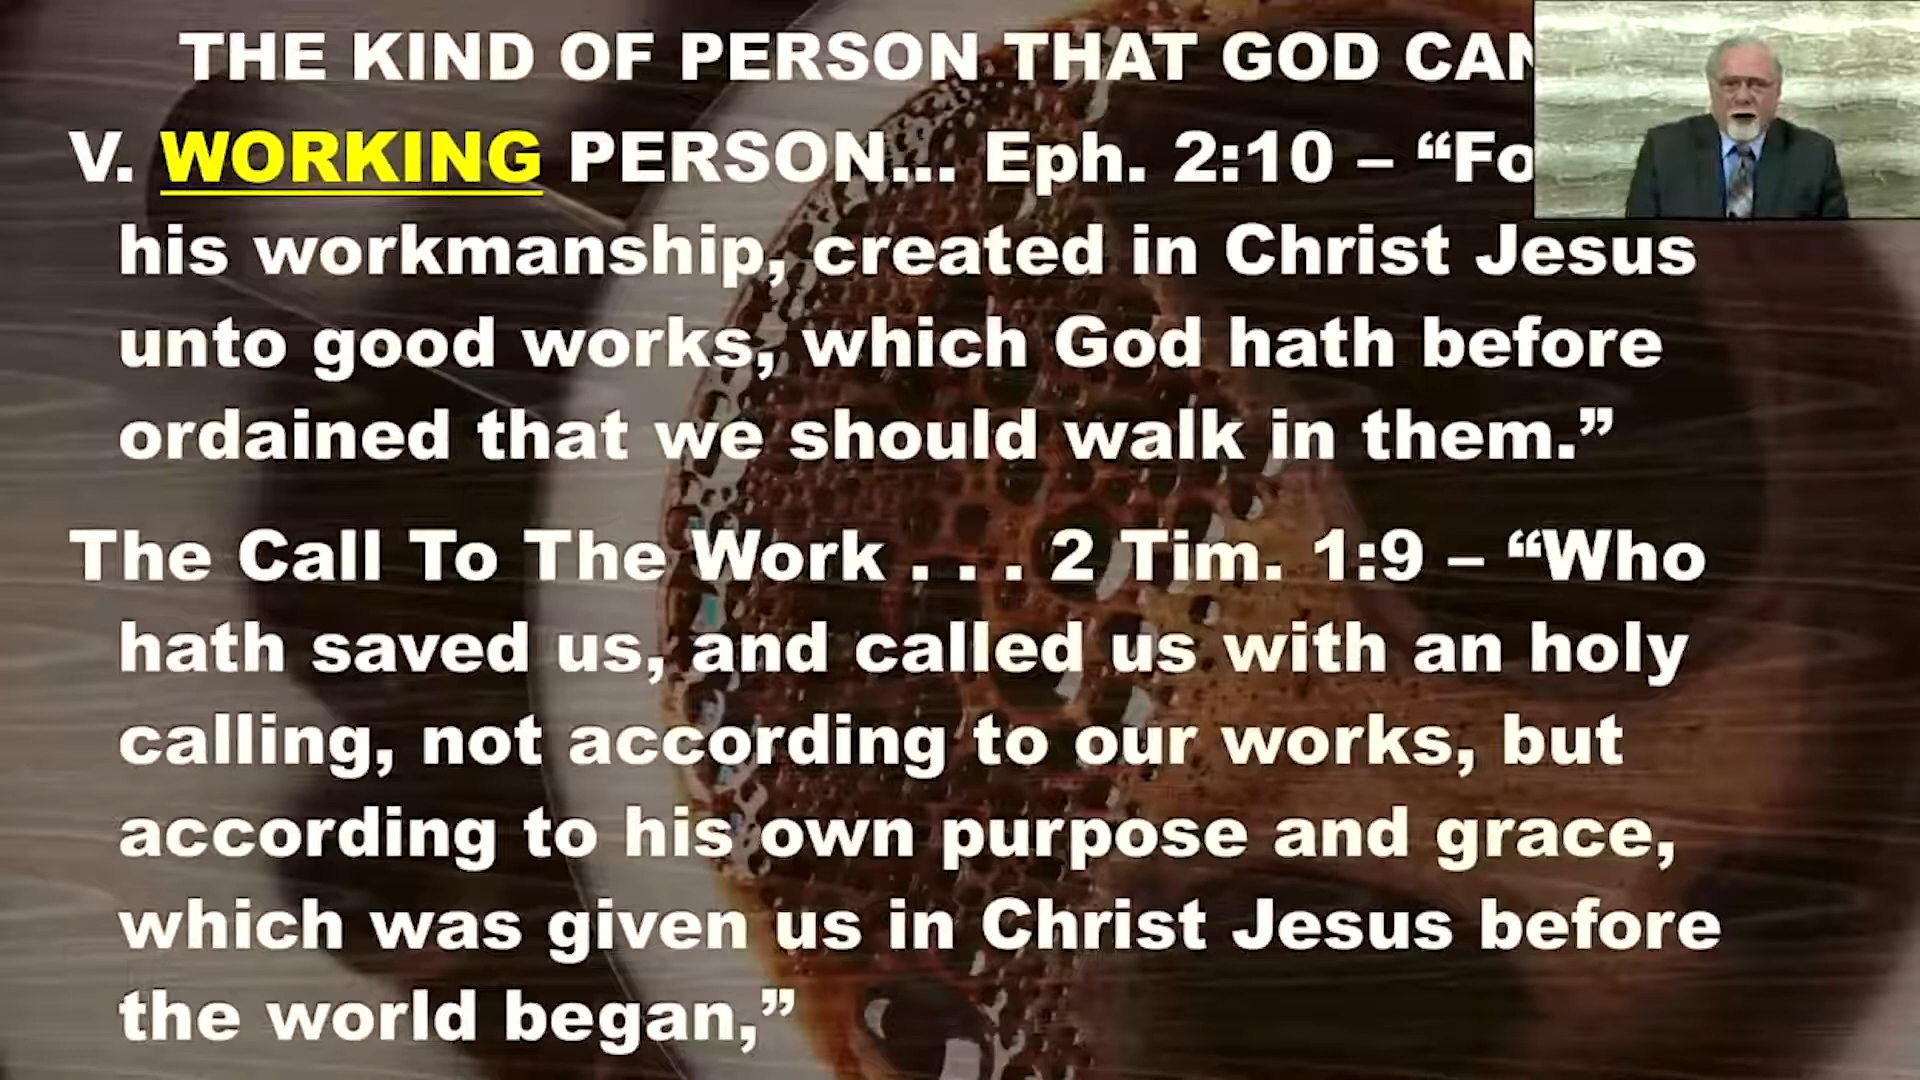 THE KIND OF PERSON THAT GOD CAN
V. WORKING PERSON... Eph. 2:10 – “Fo
his workmanship, created in Christ Jesus
unto good works, which God hath before
ordained that we should walk in them.”
The Call To The Work . . . 2 Tim. 1:9 – “Who
hath saved us, and called us with an holy
calling, not according to our works, but
according to his own purpose and grace,
which was given us in Christ Jesus before
the world began,”